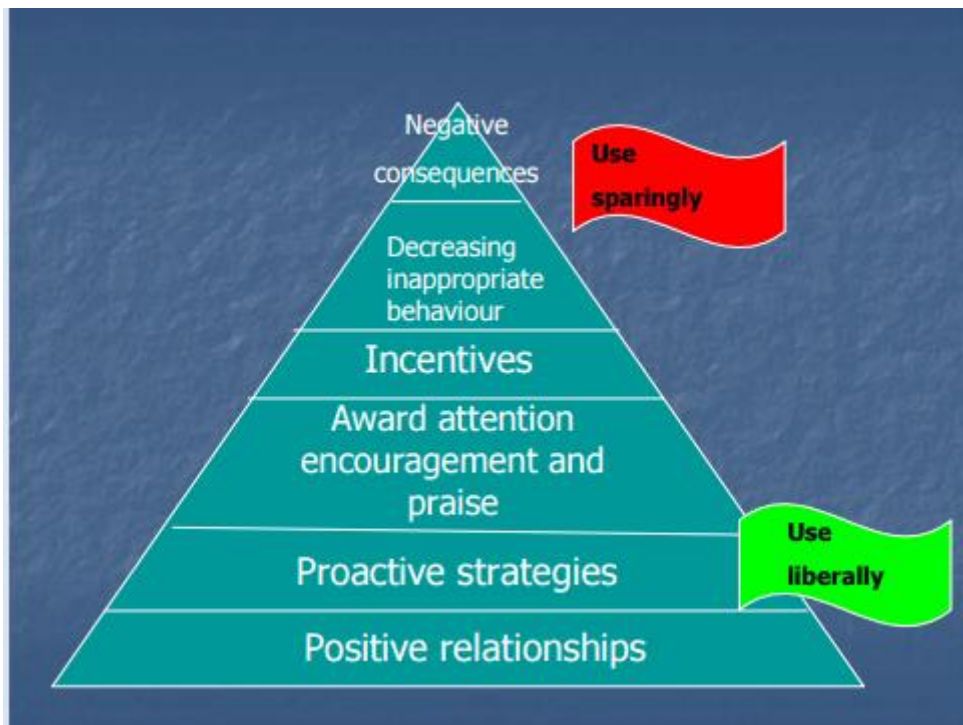 Negative
consequences
Use
sparingly
Decreasing
inappropriate
behaviour
Incentives
Award attention
encouragement and
praise
Use
liberally
Proactive strategies
Positive relationships